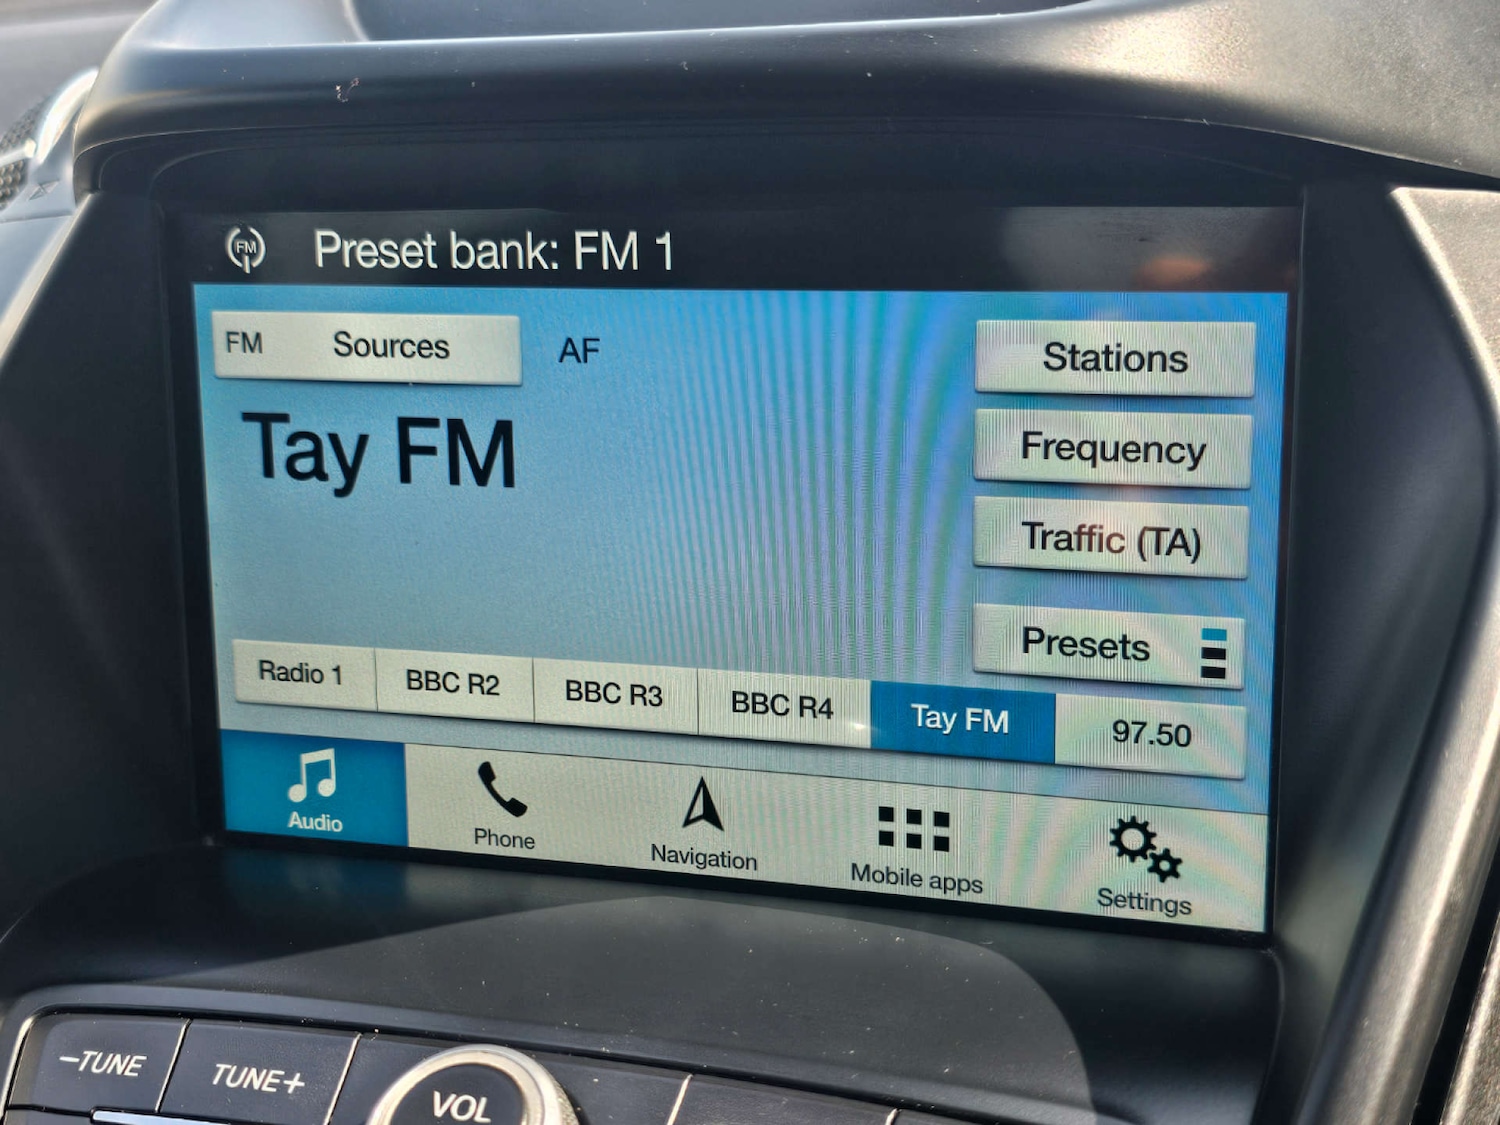 FM Preset bank: FM 1
FM Sources AF Stations
Tay FM
Frequency
Traffic (TA)
Presets
Radio 1 BBC R2 BBC R3 BBC R4 Tay FM 97.50
Audio Phone Navigation Mobile apps Settings
–TUNE TUNE+ VOL